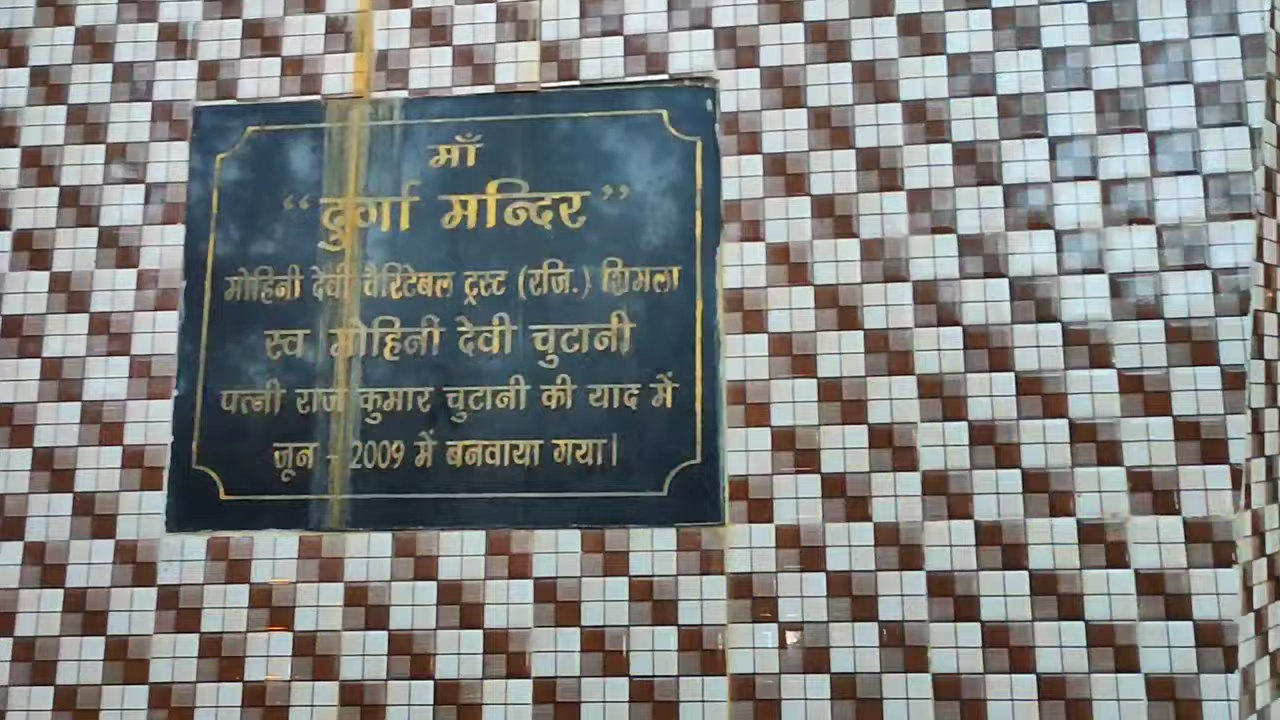 माँ
“दुर्गा मन्दिर”
मोहिनी देवी चैरिटेबल ट्रस्ट (रजि.) शिमला
स्व मोहिनी देवी चुटानी
पत्नी राज कुमार चुटानी की याद में
जून - 2009 में बनवाया गया।